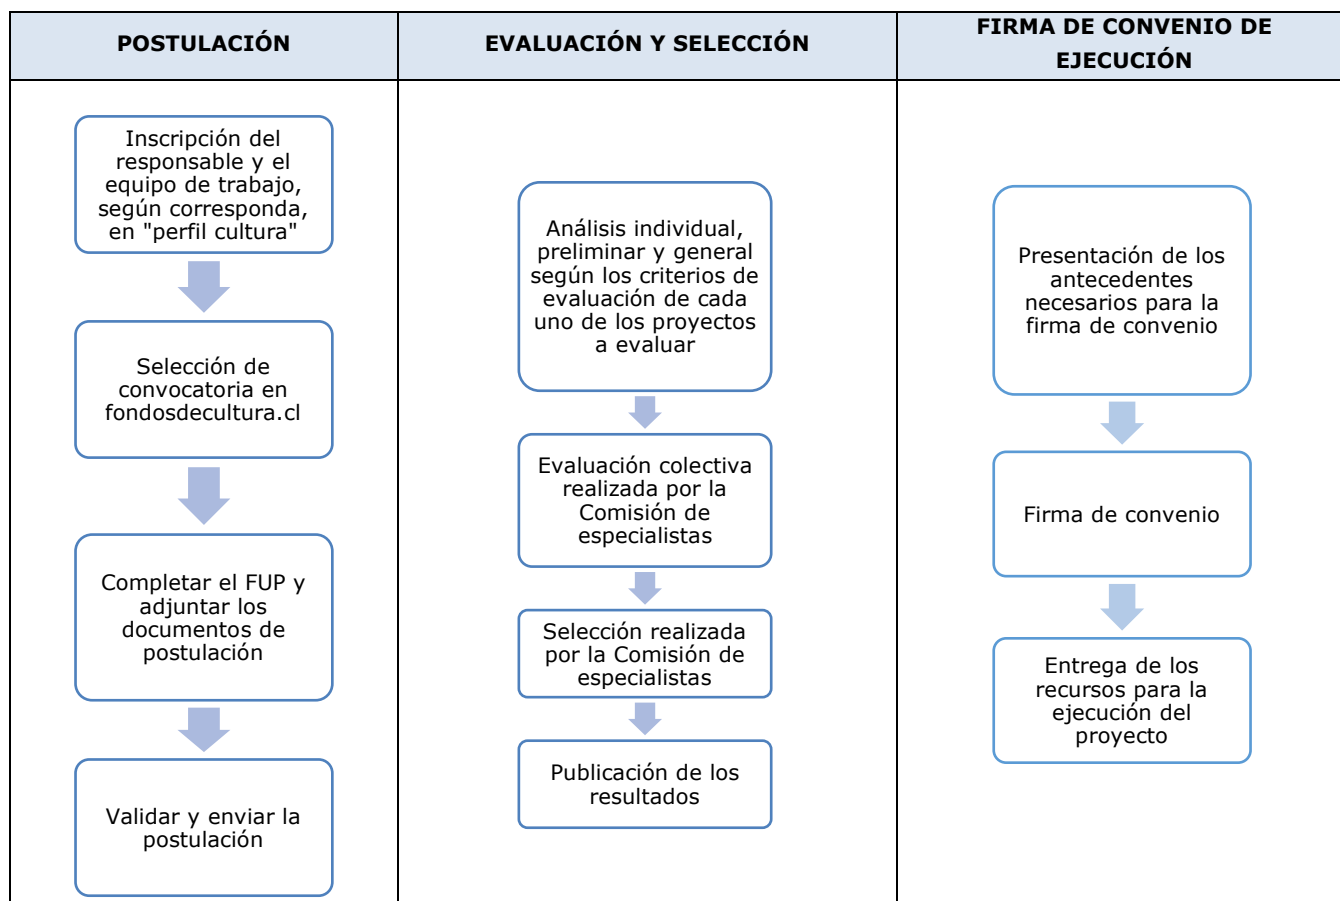 POSTULACIÓN
EVALUACIÓN Y SELECCIÓN
FIRMA DE CONVENIO DE
EJECUCIÓN
Inscripción del
responsable y el
equipo de trabajo,
según corresponda,
en "perfil cultura"
Selección de
convocatoria en
fondosdecultura.cl
Completar el FUP y
adjuntar los
documentos de
postulación
Validar y enviar la
postulación
Análisis individual,
preliminar y general
según los criterios de
evaluación de cada
uno de los proyectos
a evaluar
Evaluación colectiva
realizada por la
Comisión de
especialistas
Selección realizada
por la Comisión de
especialistas
Publicación de los
resultados
Presentación de los
antecedentes
necesarios para la
firma de convenio
Firma de convenio
Entrega de los
recursos para la
ejecución del
proyecto